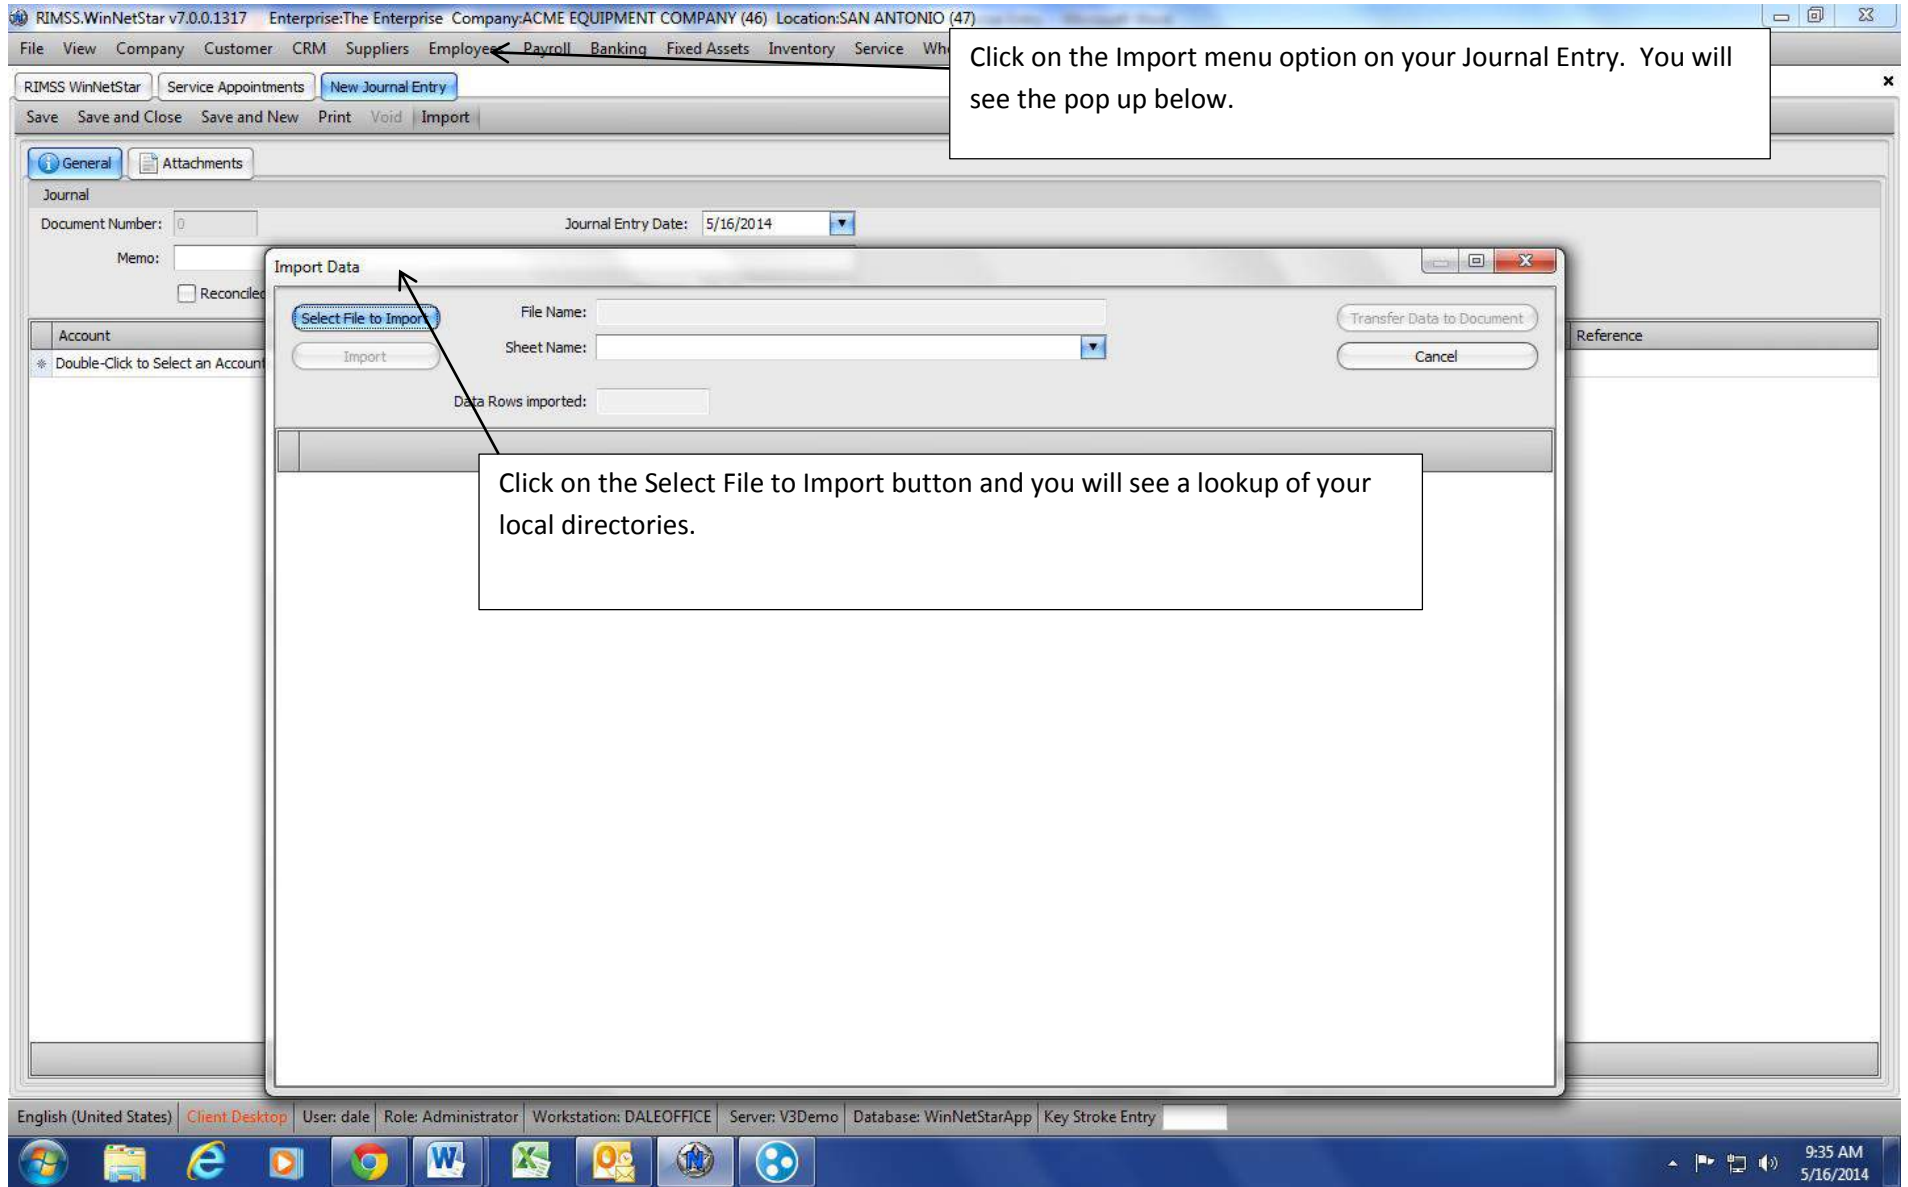 RIMSS.WinNetStar v7.0.0.1317 Enterprise:The Enterprise Company:ACME EQUIPMENT COMPANY (46) Location:SAN ANTONIO (47)
File View Company Customer CRM Suppliers Employee Payroll Banking Fixed Assets Inventory Service
Click on the Import menu option on your Journal Entry. You will
see the pop up below.
RIMSS WinNetStar Service Appointments New Journal Entry
Save Save and Close Save and New Print Void Import
General Attachments
Journal
Document Number: 0 Journal Entry Date: 5/16/2014
Memo:
Reconciled
Account Reference
Double-Click to Select an Account
Import Data
Select File to Import File Name: Transfer Data to Document
Import Sheet Name: Cancel
Data Rows imported:
Click on the Select File to Import button and you will see a lookup of your
local directories.
English (United States) Client Desktop User: dale Role: Administrator Workstation: DALEOFFICE Server: V3Demo Database: WinNetStarApp Key Stroke Entry
9:35 AM
5/16/2014